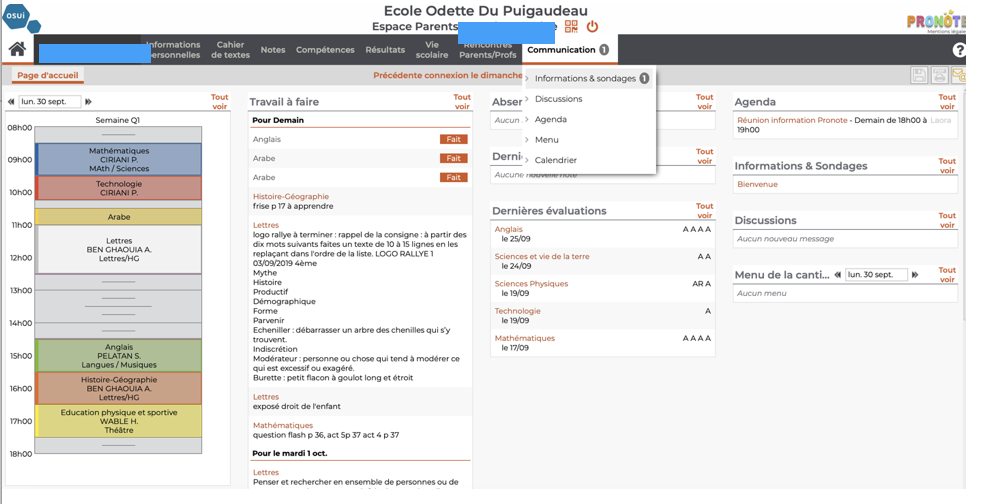 osui
Ecole Odette Du Puigaudeau
Espace Parents
PRONOTE
Mentions légales
Informations personnelles
Cahier de textes
Notes
Compétences
Résultats
Vie scolaire
Rencontres Parents/Profs
Communication 1
?
Page d'accueil
Précédente connexion le dimanche
Informations & sondages 1
Discussions
Agenda
Menu
Calendrier
lun. 30 sept.
Tout voir
Semaine Q1
08h00
09h00
10h00
11h00
12h00
13h00
14h00
15h00
16h00
17h00
18h00
Mathématiques
CIRIANI P.
MAth / Sciences
Technologie
CIRIANI P.
Arabe
Lettres
BEN GHAOUIA A.
Lettres/HG
Anglais
PELATAN S.
Langues / Musiques
Histoire-Géographie
BEN GHAOUIA A.
Lettres/HG
Education physique et sportive
WABLE H.
Théâtre
Travail à faire
Tout voir
Pour Demain
Anglais Fait
Arabe Fait
Arabe Fait
Histoire-Géographie
frise p 17 à apprendre
Lettres
logo rallye à terminer : rappel de la consigne : à partir des
dix mots suivants faites un texte de 10 à 15 lignes en les
replaçant dans l'ordre de la liste. LOGO RALLYE 1
03/09/2019 4ème
Mythe
Histoire
Productif
Démographique
Forme
Parvenir
Echeniller : débarrasser un arbre des chenilles qui s'y
trouvent.
Indiscrétion
Modérateur : personne ou chose qui tend à modérer ce
qui est excessif ou exagéré.
Burette : petit flacon à goulot long et étroit
Lettres
exposé droit de l'enfant
Mathématiques
question flash p 36, act 5p 37 act 4 p 37
Pour le mardi 1 oct.
Lettres
Penser et rechercher en ensemble de personnes ou de
Tout voir
Aucun
Tout voir
Aucune nouvelle note
Dernières évaluations
Tout voir
Anglais A A A A
le 25/09
Sciences et vie de la terre A A
le 24/09
Sciences Physiques AR A
le 19/09
Technologie A
le 19/09
Mathématiques A A A A
le 17/09
Agenda
Tout voir
Réunion information Pronote - Demain de 18h00 à Laora
19h00
Informations & Sondages
Tout voir
Bienvenue
Discussions
Tout voir
Aucun nouveau message
Menu de la canti... lun. 30 sept.
Tout voir
Aucun menu